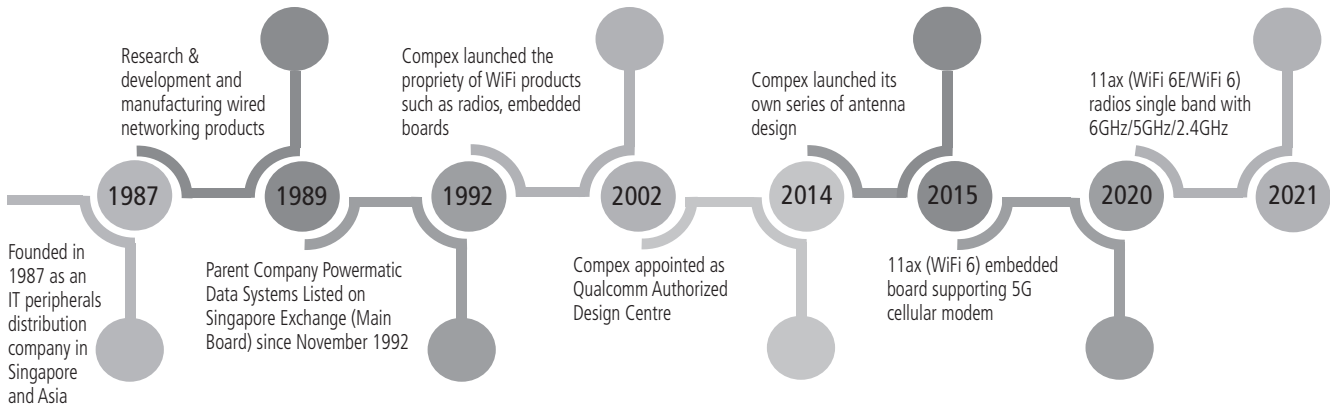 1987
Founded in
1987 as an
IT peripherals
distribution
company in
Singapore
and Asia
Research &
development and
manufacturing wired
networking products
1989
Parent Company Powermatic
Data Systems Listed on
Singapore Exchange (Main
Board) since November 1992
1992
Compex launched the
propriety of WiFi products
such as radios, embedded
boards
2002
Compex appointed as
Qualcomm Authorized
Design Centre
2014
Compex launched its
own series of antenna
design
2015
11ax (WiFi 6) embedded
board supporting 5G
cellular modem
2020
11ax (WiFi 6E/WiFi 6)
radios single band with
6GHz/5GHz/2.4GHz
2021